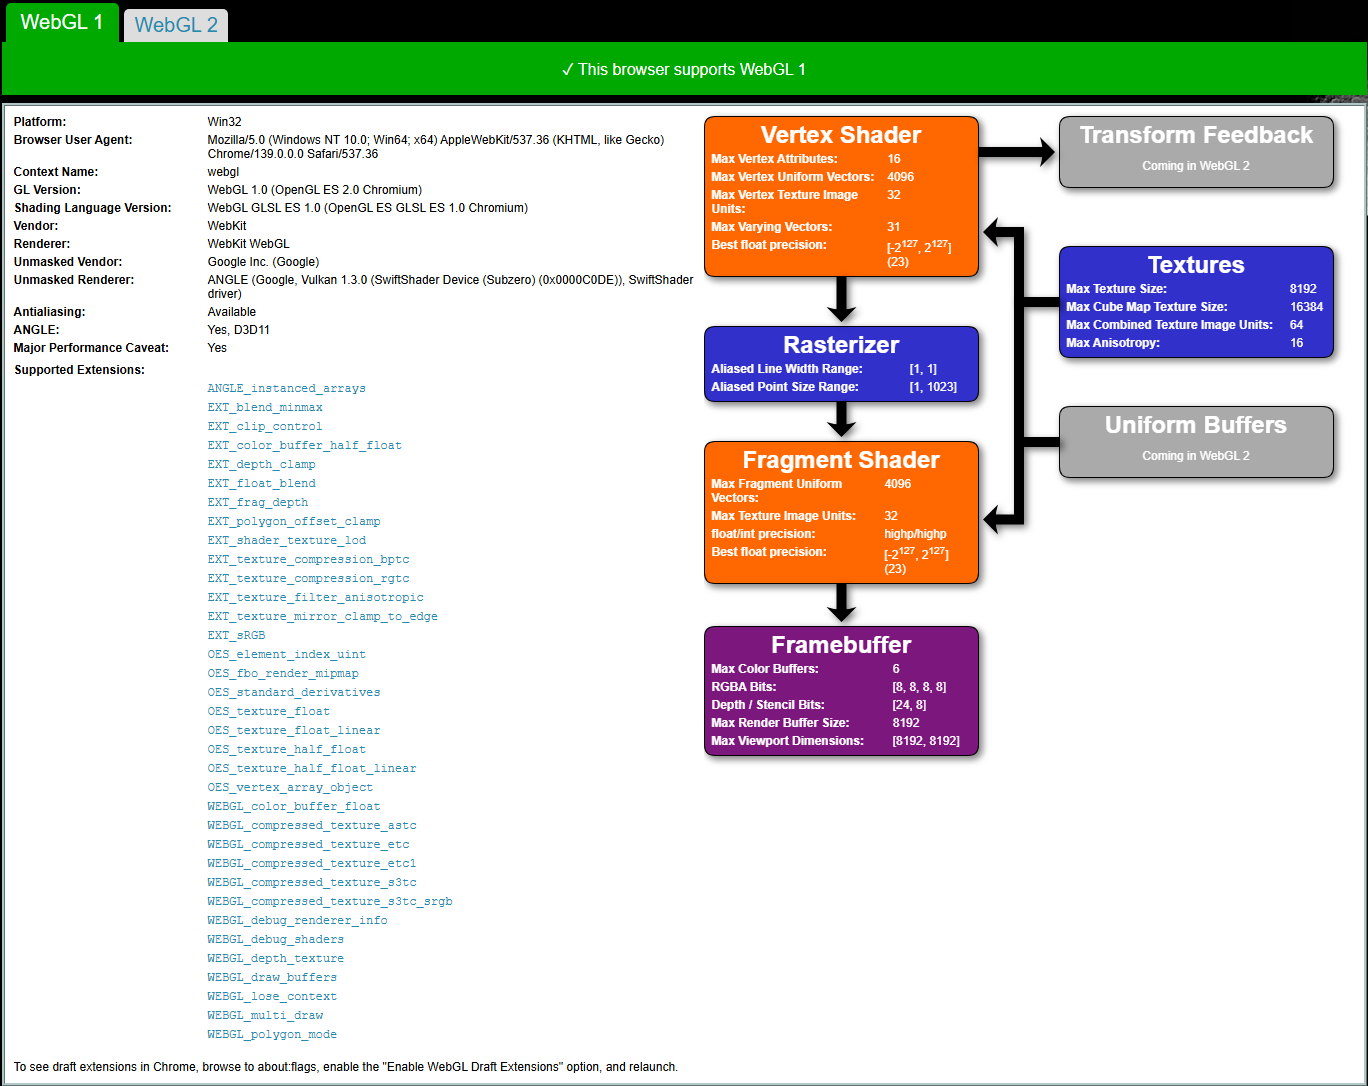 WebGL 1
WebGL 2
✓ This browser supports WebGL 1
Platform: Win32
Browser User Agent: Mozilla/5.0 (Windows NT 10.0; Win64; x64) AppleWebKit/537.36 (KHTML, like Gecko)
Chrome/139.0.0.0 Safari/537.36
Context Name: webgl
GL Version: WebGL 1.0 (OpenGL ES 2.0 Chromium)
Shading Language Version: WebGL GLSL ES 1.0 (OpenGL ES GLSL ES 1.0 Chromium)
Vendor: WebKit
Renderer: WebKit WebGL
Unmasked Vendor: Google Inc. (Google)
Unmasked Renderer: ANGLE (Google, Vulkan 1.3.0 (SwiftShader Device (Subzero) (0x0000C0DE)), SwiftShader
driver)
Antialiasing: Available
ANGLE: Yes, D3D11
Major Performance Caveat: Yes
Supported Extensions:
ANGLE_instanced_arrays
EXT_blend_minmax
EXT_clip_control
EXT_color_buffer_half_float
EXT_depth_clamp
EXT_float_blend
EXT_frag_depth
EXT_polygon_offset_clamp
EXT_shader_texture_lod
EXT_texture_compression_bptc
EXT_texture_compression_rgtc
EXT_texture_filter_anisotropic
EXT_texture_mirror_clamp_to_edge
EXT_sRGB
OES_element_index_uint
OES_fbo_render_mipmap
OES_standard_derivatives
OES_texture_float
OES_texture_float_linear
OES_texture_half_float
OES_texture_half_float_linear
OES_vertex_array_object
WEBGL_color_buffer_float
WEBGL_compressed_texture_astc
WEBGL_compressed_texture_etc
WEBGL_compressed_texture_etc1
WEBGL_compressed_texture_s3tc
WEBGL_compressed_texture_s3tc_srgb
WEBGL_debug_renderer_info
WEBGL_debug_shaders
WEBGL_depth_texture
WEBGL_draw_buffers
WEBGL_lose_context
WEBGL_multi_draw
WEBGL_polygon_mode
To see draft extensions in Chrome, browse to about:flags, enable the "Enable WebGL Draft Extensions" option, and relaunch.
Vertex Shader
Max Vertex Attributes: 16
Max Vertex Uniform Vectors: 4096
Max Vertex Texture Image 32
Units:
Max Varying Vectors: 31
Best float precision: [-2^127, 2^127]
(23)
Rasterizer
Aliased Line Width Range: [1, 1]
Aliased Point Size Range: [1, 1023]
Fragment Shader
Max Fragment Uniform 4096
Vectors:
Max Texture Image Units: 32
float/int precision: highp/highp
Best float precision: [-2^127, 2^127]
(23)
Framebuffer
Max Color Buffers: 6
RGBA Bits: [8, 8, 8, 8]
Depth / Stencil Bits: [24, 8]
Max Render Buffer Size: 8192
Max Viewport Dimensions: [8192, 8192]
Transform Feedback
Coming in WebGL 2
Textures
Max Texture Size: 8192
Max Cube Map Texture Size: 16384
Max Combined Texture Image Units: 64
Max Anisotropy: 16
Uniform Buffers
Coming in WebGL 2